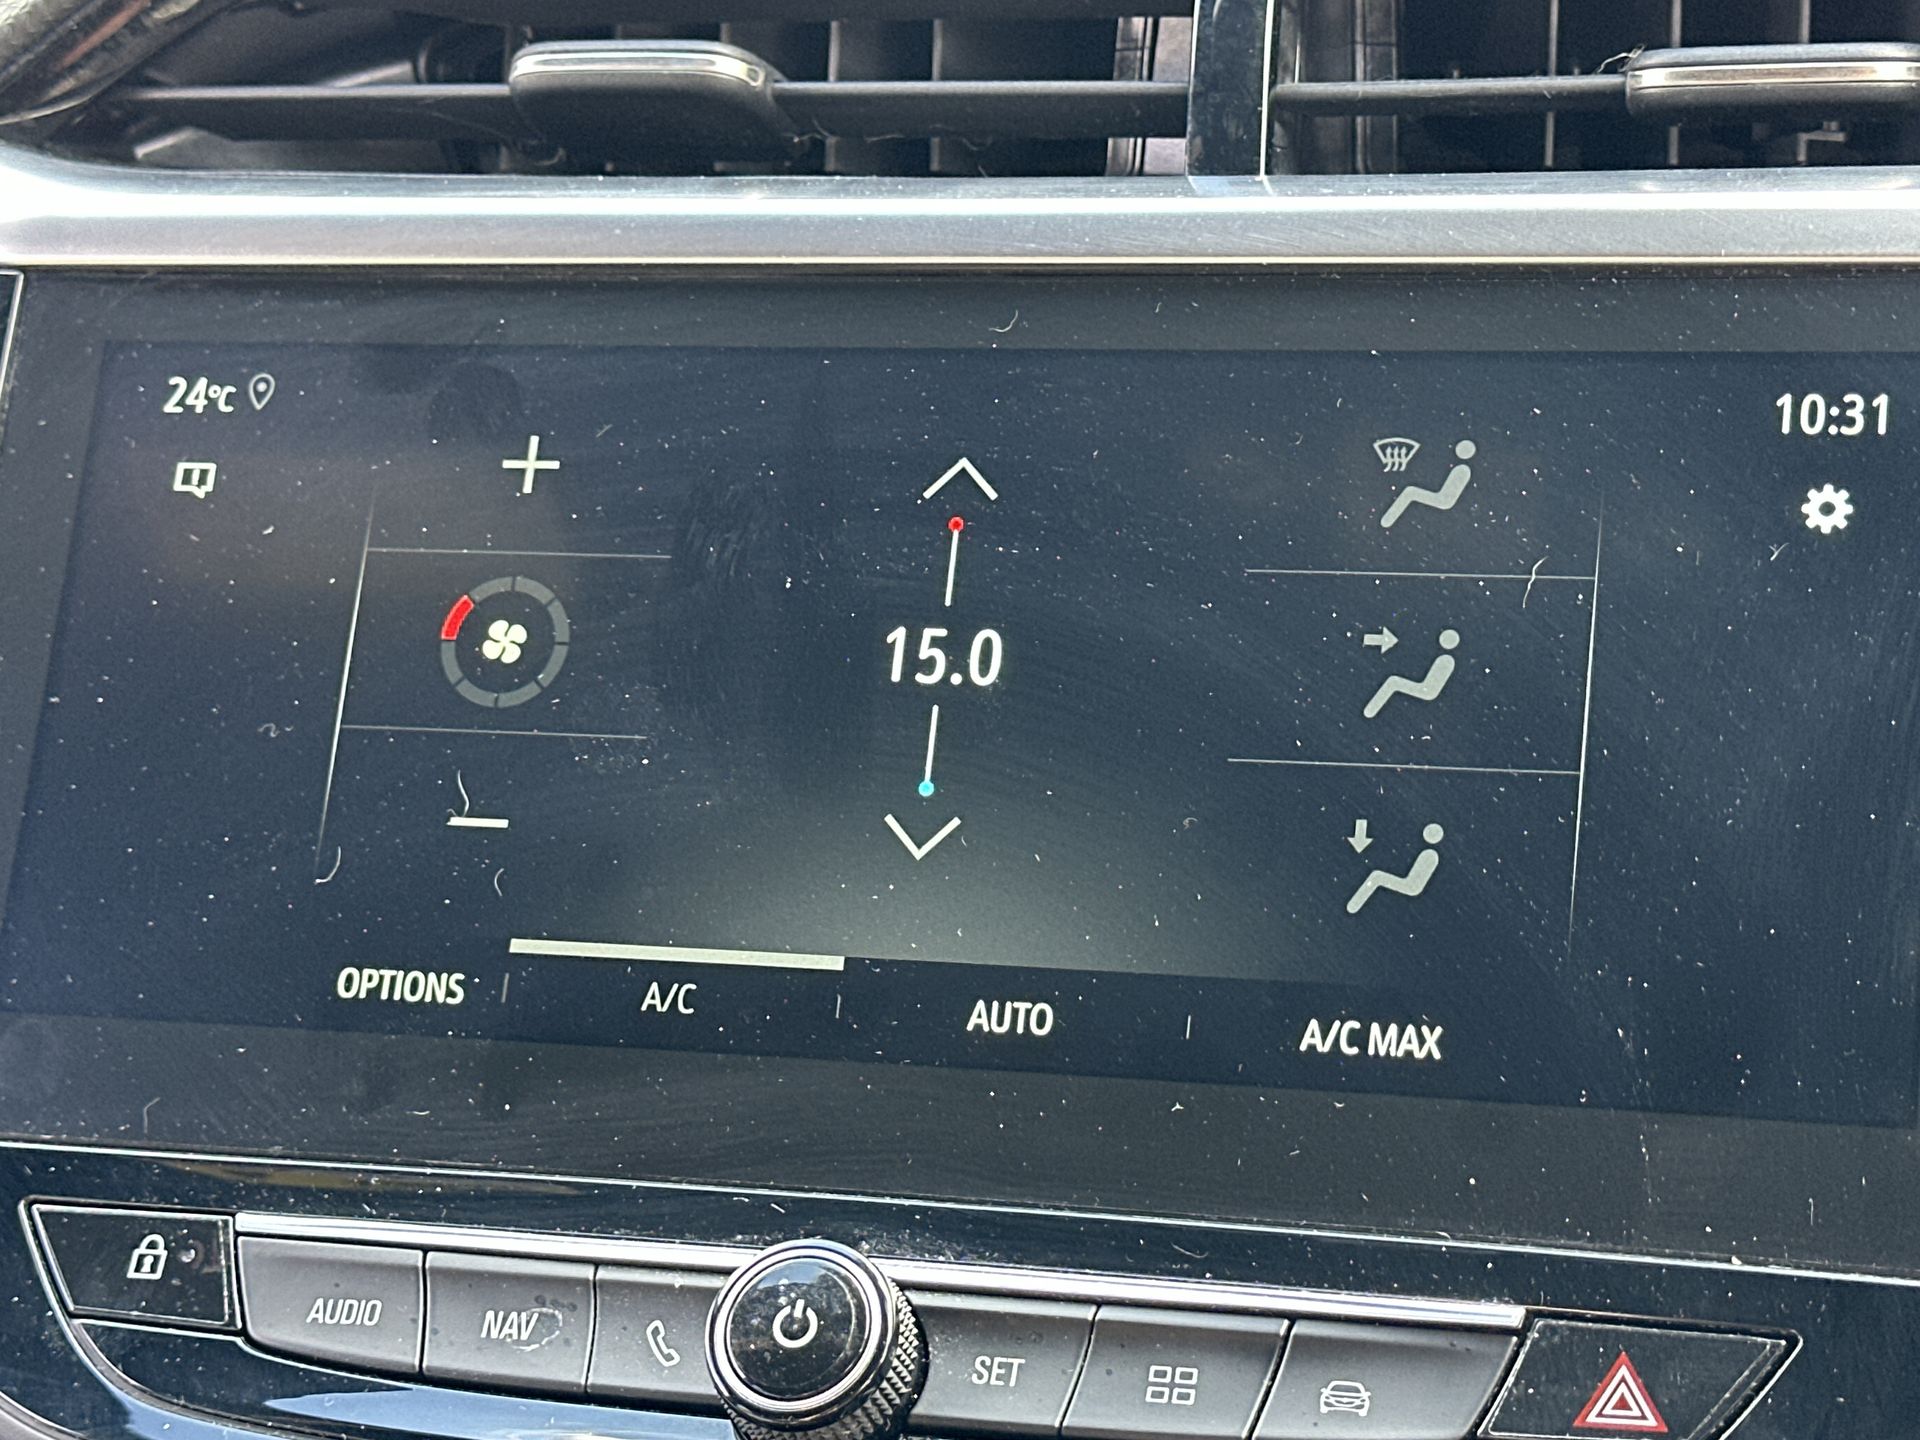 24°C
10:31
15.0
OPTIONS
A/C
AUTO
A/C MAX
AUDIO
NAV
SET